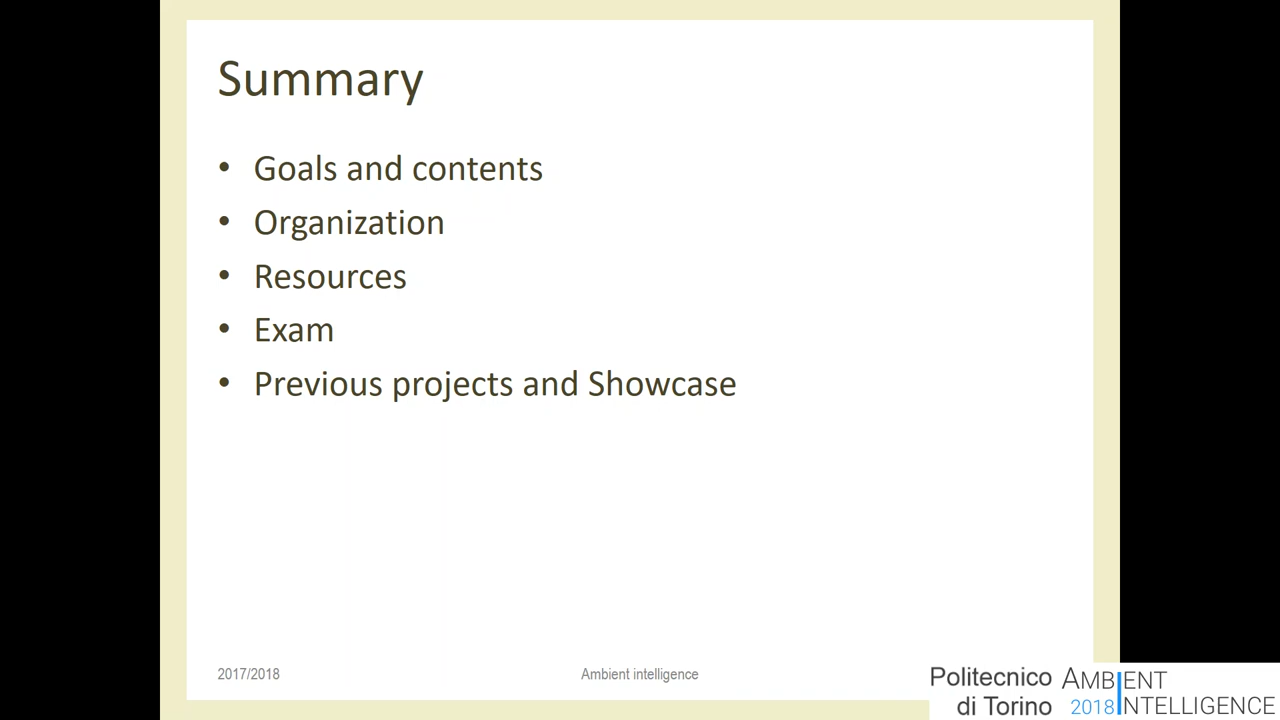 Summary
• Goals and contents
• Organization
• Resources
• Exam
• Previous projects and Showcase
2017/2018
Ambient intelligence
Politecnico
di Torino
AMBIENT
2018 INTELLIGENCE